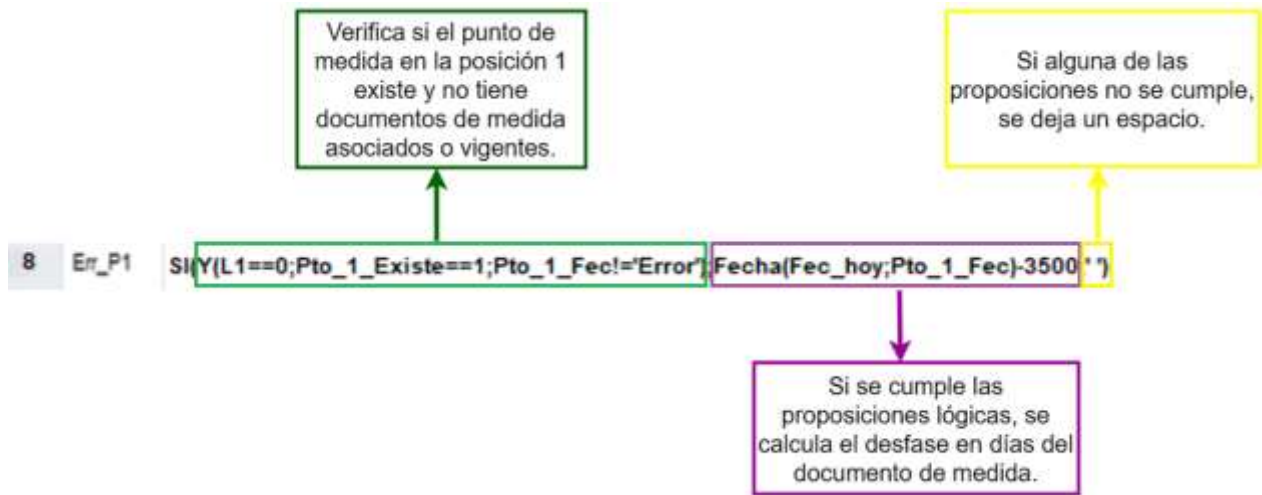 Verifica si el punto de
medida en la posición 1
existe y no tiene
documentos de medida
asociados o vigentes.
Si alguna de las
proposiciones no se cumple,
se deja un espacio.
8 Err_P1 SI(Y(L1==0;Pto_1_Existe==1;Pto_1_Fec!='Error');Fecha(Fec_hoy;Pto_1_Fec)-3500;' ')
Si se cumple las
proposiciones lógicas, se
calcula el desfase en días del
documento de medida.